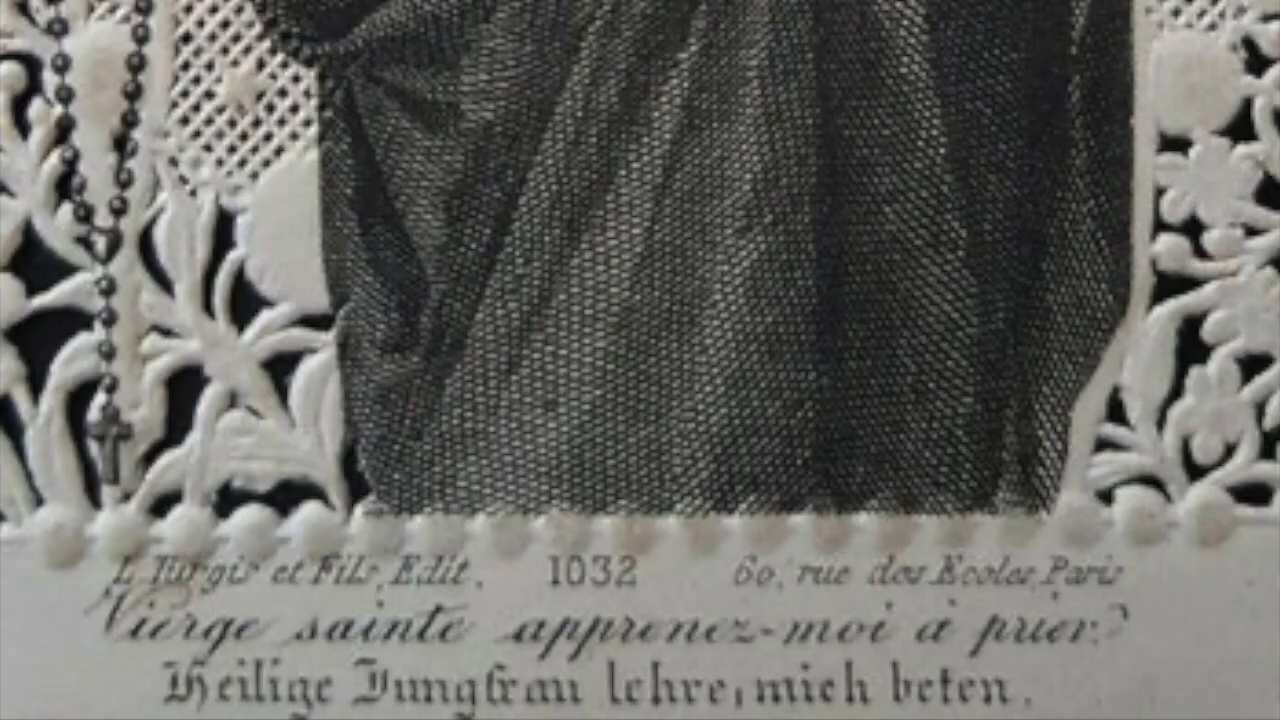 L. Turgis et Fils, Edit. 1032 60, rue des Ecoles, Paris
Vierge sainte apprenez-moi à prier.
Heilige Jungfrau lehre, mich beten.